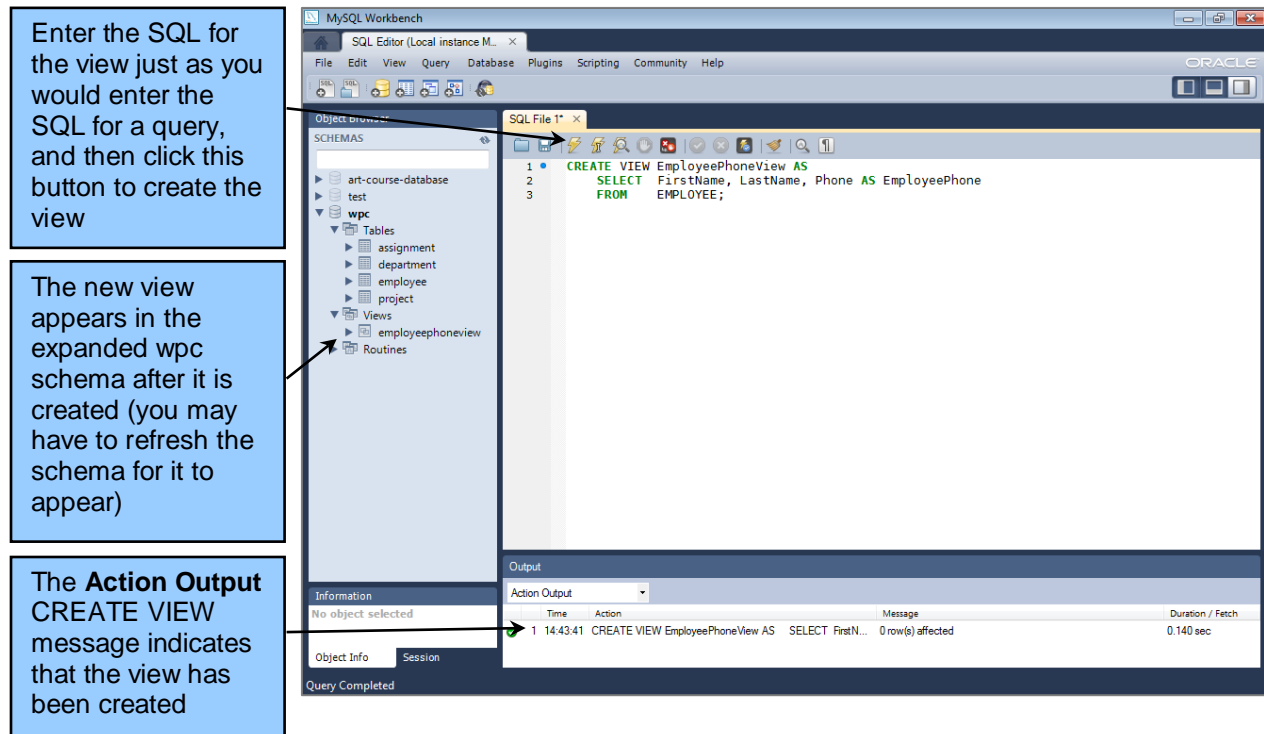 Enter the SQL for
the view just as you
would enter the
SQL for a query,
and then click this
button to create the
view
The new view
appears in the
expanded wpc
schema after it is
created (you may
have to refresh the
schema for it to
appear)
The Action Output
CREATE VIEW
message indicates
that the view has
been created
MySQL Workbench
SQL Editor (Local instance M...
File Edit View Query Database Plugins Scripting Community Help
ORACLE
Object Browser
SCHEMAS
art-course-database
test
wpc
Tables
assignment
department
employee
project
Views
employeephoneview
Routines
Information
No object selected
Object Info Session
Query Completed
SQL File 1*
1 CREATE VIEW EmployeePhoneView AS
2 SELECT FirstName, LastName, Phone AS EmployeePhone
3 FROM EMPLOYEE;
Output
Action Output
Time Action Message Duration / Fetch
1 14:43:41 CREATE VIEW EmployeePhoneView AS SELECT FirstN... 0 row(s) affected 0.140 sec